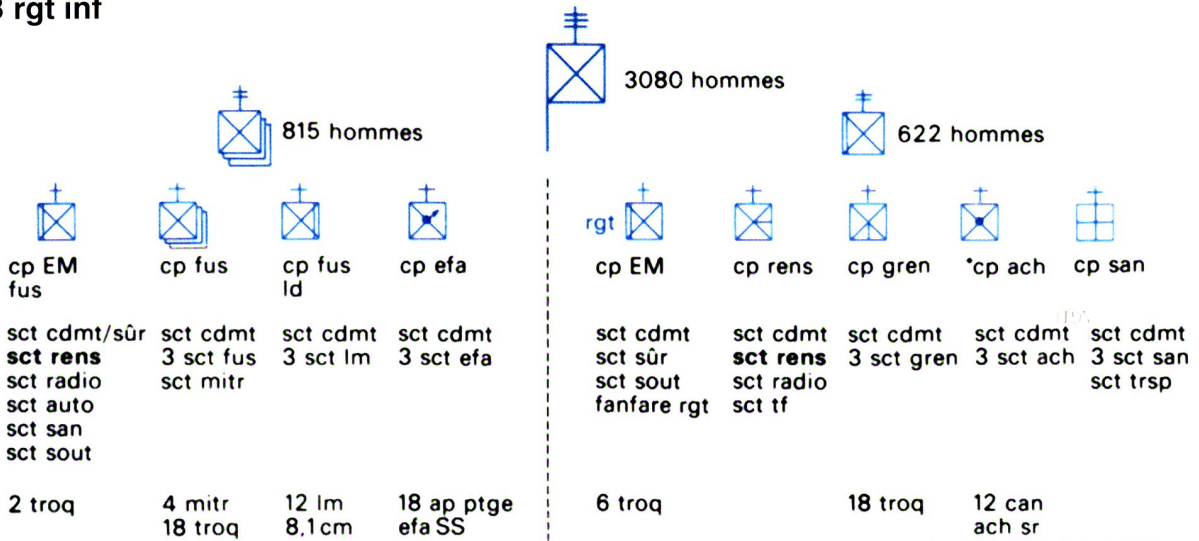 rgt inf
3080 hommes
815 hommes
622 hommes
rgt
cp EM
fus
cp fus
cp fus
ld
cp efa
cp EM
cp rens
cp gren
*cp ach
cp san
sct cdmt/sûr
sct rens
sct radio
sct auto
sct san
sct sout
sct cdmt
3 sct fus
sct mitr
sct cdmt
3 sct lm
sct cdmt
3 sct efa
sct cdmt
sct sûr
sct sout
fanfare rgt
sct cdmt
sct rens
sct radio
sct tf
sct cdmt
3 sct gren
sct cdmt
3 sct ach
sct cdmt
3 sct san
sct trsp
2 troq
4 mitr
18 troq
12 lm
8,1cm
18 ap ptge
efa SS
6 troq
18 troq
12 can
ach sr